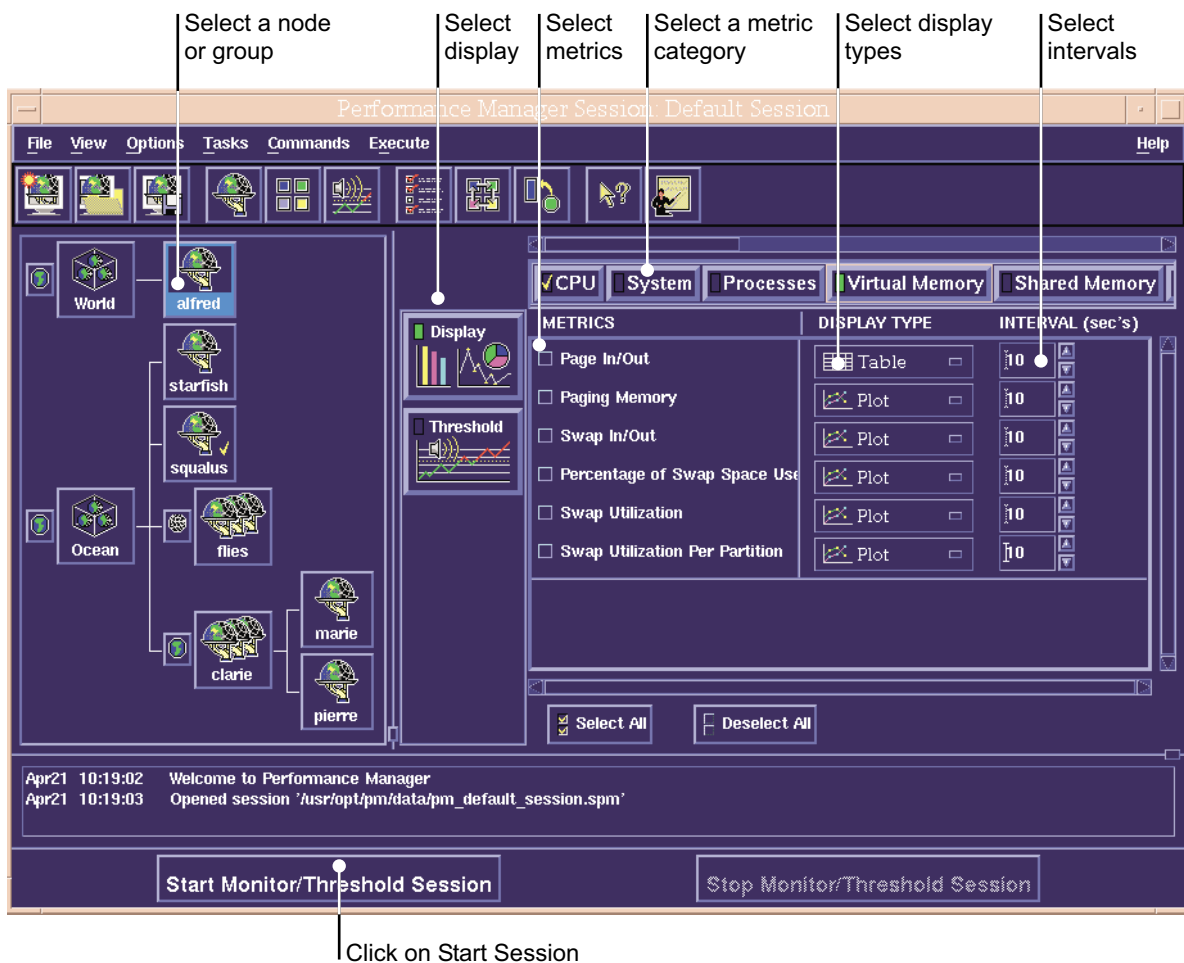 Select a node
or group
Select
display
Select
metrics
Select a metric
category
Select display
types
Select
intervals
Performance Manager Session: Default Session
File View Options Tasks Commands Execute Help
CPU System Processes Virtual Memory Shared Memory
METRICS DISPLAY TYPE INTERVAL (sec's)
Page In/Out Table 10
Paging Memory Plot 10
Swap In/Out Plot 10
Percentage of Swap Space Use Plot 10
Swap Utilization Plot 10
Swap Utilization Per Partition Plot 10
World
alfred
starfish
squalus
Ocean
flies
clarie
marie
pierre
Display
Threshold
Select All
Deselect All
Apr21 10:19:02 Welcome to Performance Manager
Apr21 10:19:03 Opened session '/usr/opt/pm/data/pm_default_session.spm'
Start Monitor/Threshold Session
Stop Monitor/Threshold Session
Click on Start Session